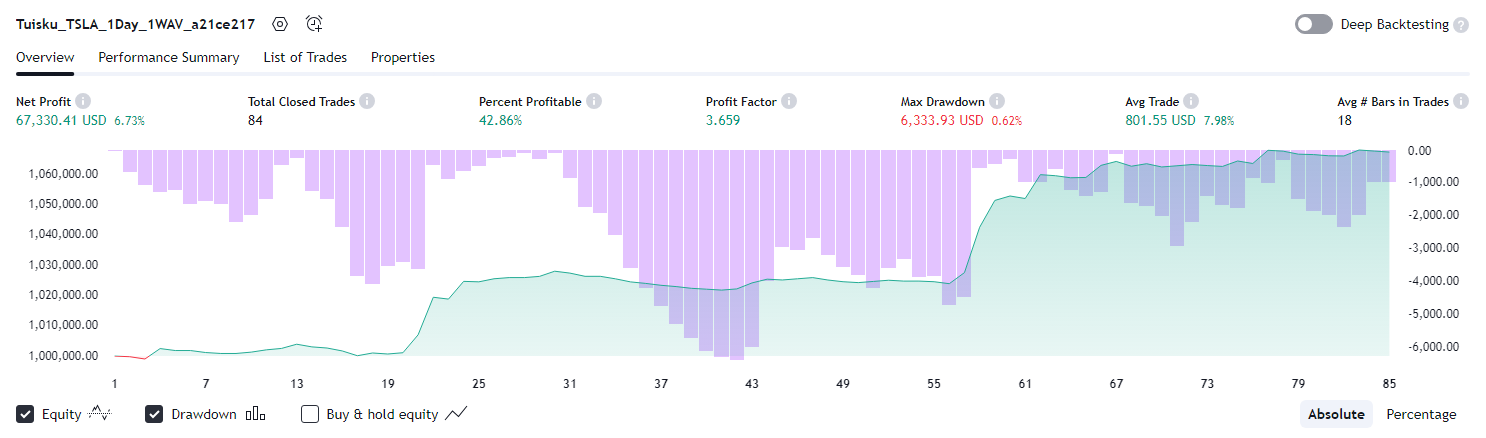 Tuisku_TSLA_1Day_1WAV_a21ce217 Deep Backtesting ?
Overview Performance Summary List of Trades Properties
Net Profit i Total Closed Trades i Percent Profitable i Profit Factor i Max Drawdown i Avg Trade i Avg # Bars in Trades i
67,330.41 USD 6.73% 84 42.86% 3.659 6,333.93 USD 0.62% 801.55 USD 7.98% 18
0.00
1,060,000.00 -1,000.00
1,050,000.00 -2,000.00
1,040,000.00 -3,000.00
1,030,000.00 -4,000.00
1,020,000.00 -5,000.00
1,010,000.00 -6,000.00
1,000,000.00
1 7 13 19 25 31 37 43 49 55 61 67 73 79 85
Equity Drawdown Buy & hold equity Absolute Percentage